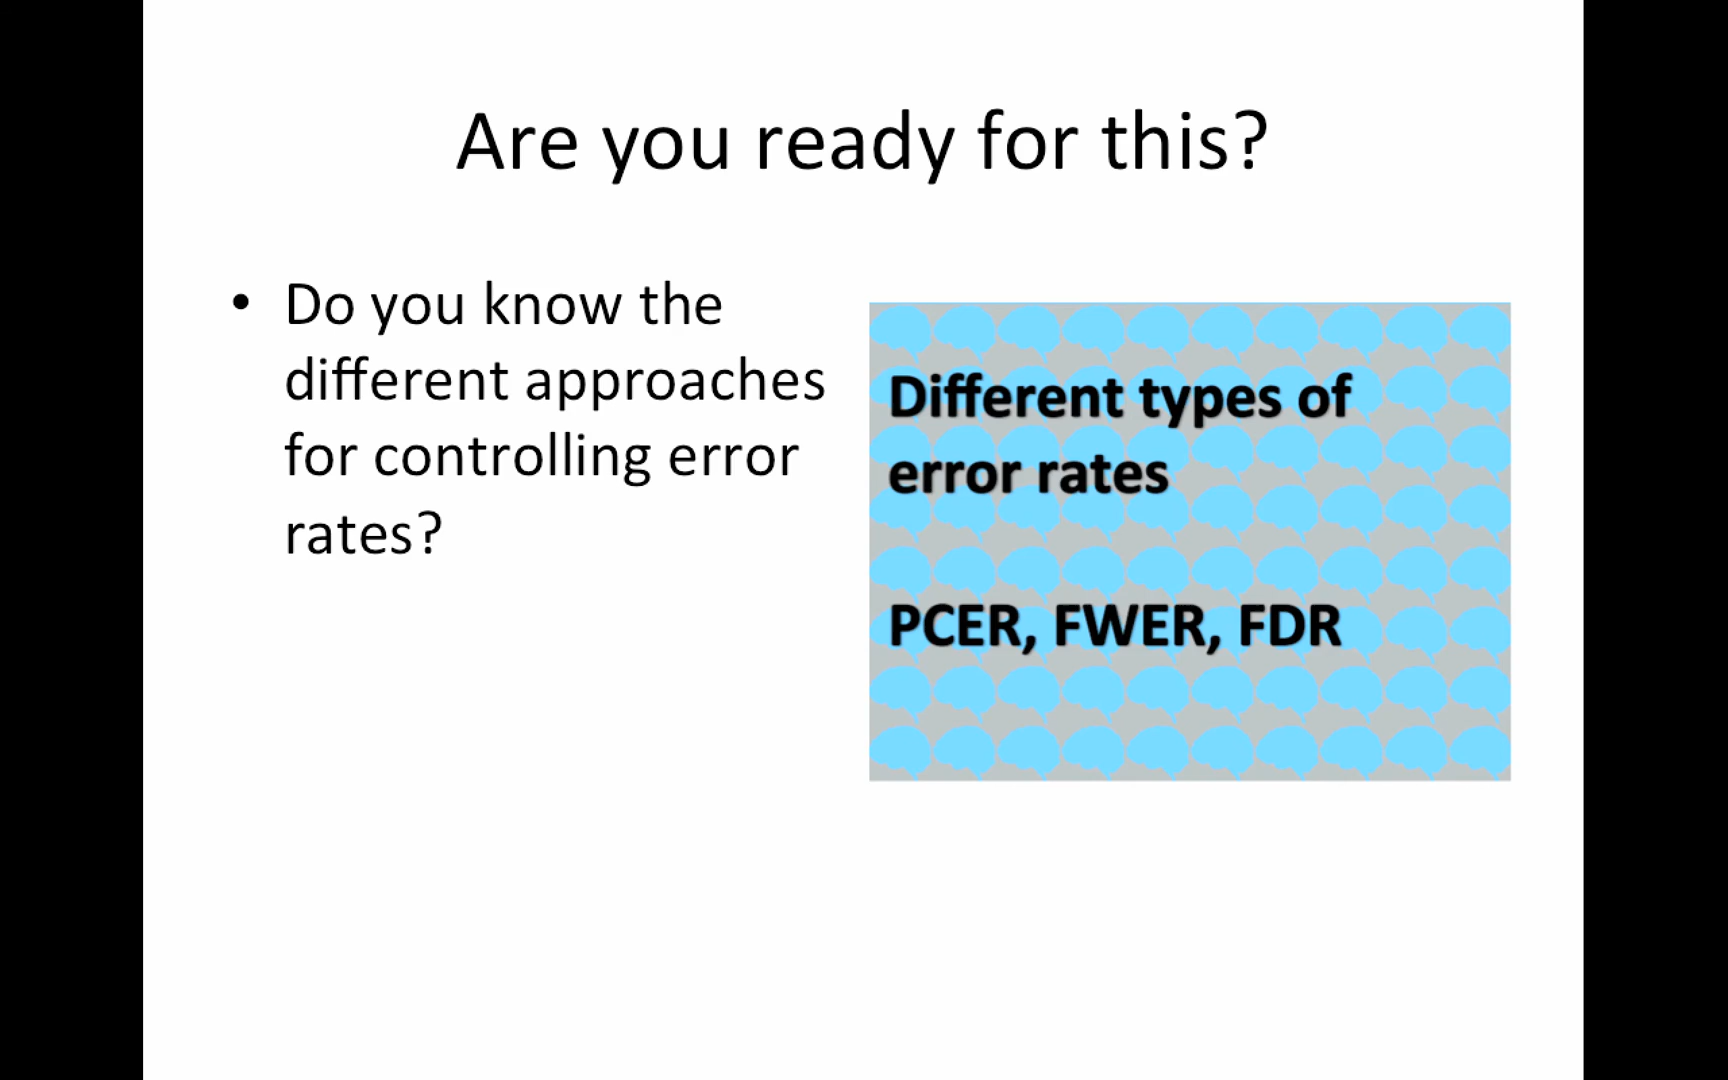 Are you ready for this?
• Do you know the
different approaches
for controlling error
rates?
Different types of
error rates
PCER, FWER, FDR